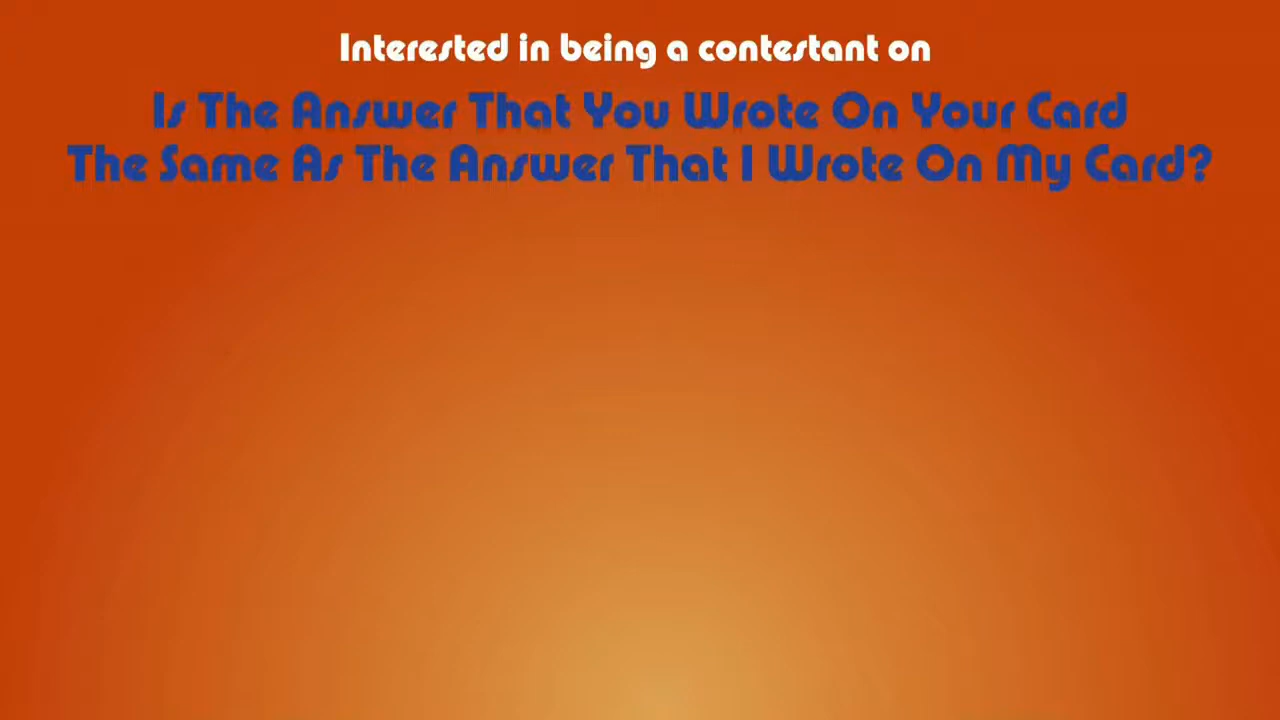 Interested in being a contestant on
Is The Answer That You Wrote On Your Card
The Same As The Answer That I Wrote On My Card?